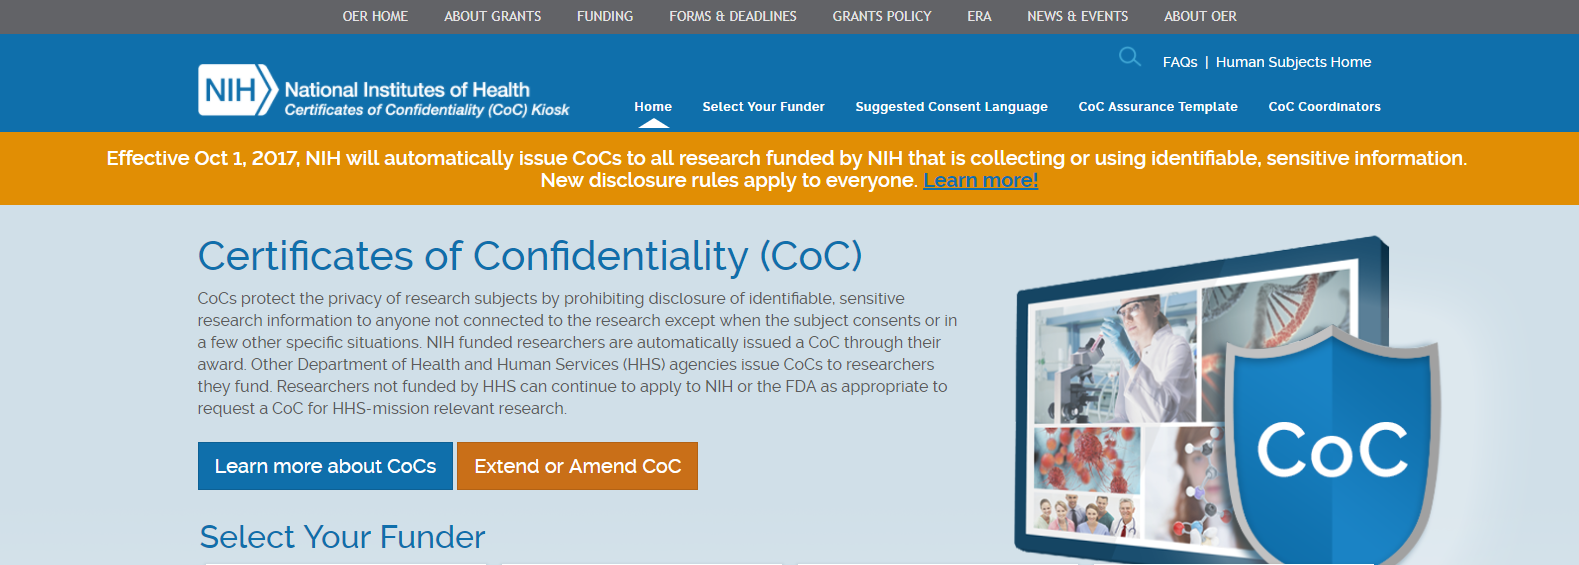 OER HOME ABOUT GRANTS FUNDING FORMS & DEADLINES GRANTS POLICY ERA NEWS & EVENTS ABOUT OER
FAQs | Human Subjects Home
NIH National Institutes of Health
Certificates of Confidentiality (CoC) Kiosk
Home Select Your Funder Suggested Consent Language CoC Assurance Template CoC Coordinators
Effective Oct 1, 2017, NIH will automatically issue CoCs to all research funded by NIH that is collecting or using identifiable, sensitive information.
New disclosure rules apply to everyone. Learn more!
Certificates of Confidentiality (CoC)
CoCs protect the privacy of research subjects by prohibiting disclosure of identifiable, sensitive
research information to anyone not connected to the research except when the subject consents or in
a few other specific situations. NIH funded researchers are automatically issued a CoC through their
award. Other Department of Health and Human Services (HHS) agencies issue CoCs to researchers
they fund. Researchers not funded by HHS can continue to apply to NIH or the FDA as appropriate to
request a CoC for HHS-mission relevant research.
Learn more about CoCs Extend or Amend CoC
CoC
Select Your Funder